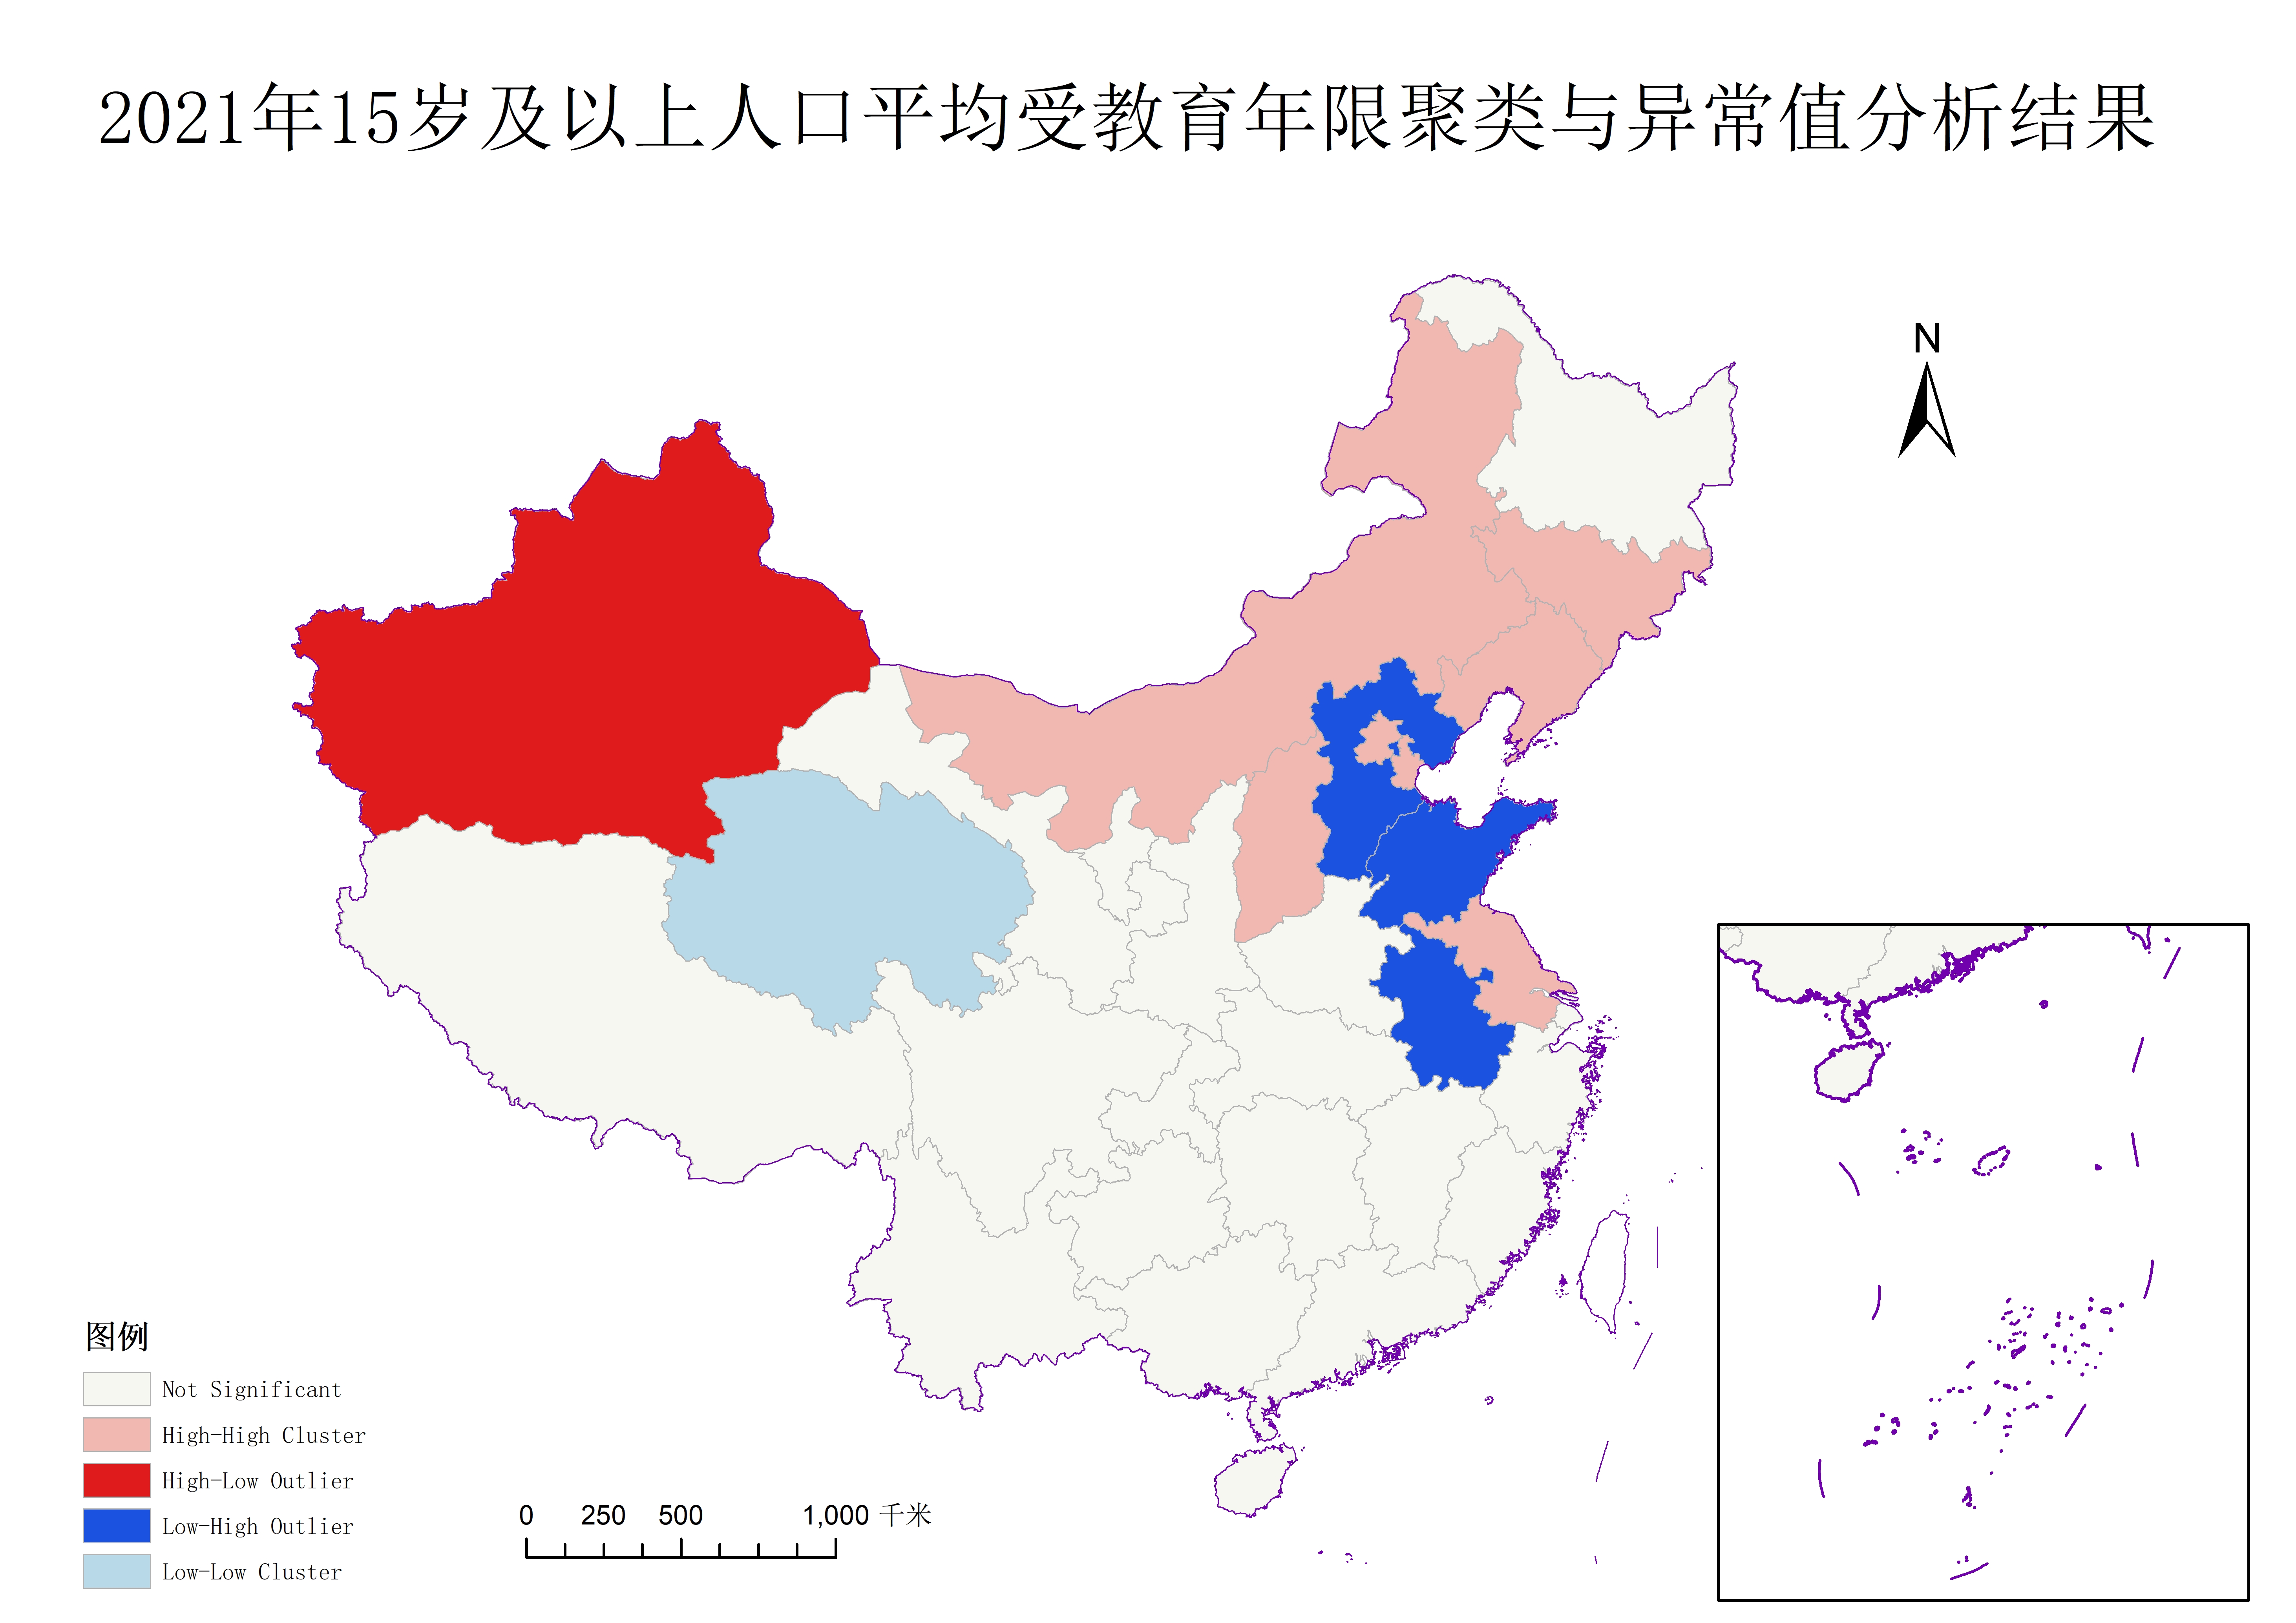 2021年15岁及以上人口平均受教育年限聚类与异常值分析结果
N
图例
Not Significant
High-High Cluster
High-Low Outlier
Low-High Outlier
Low-Low Cluster
0 250 500 1,000 千米